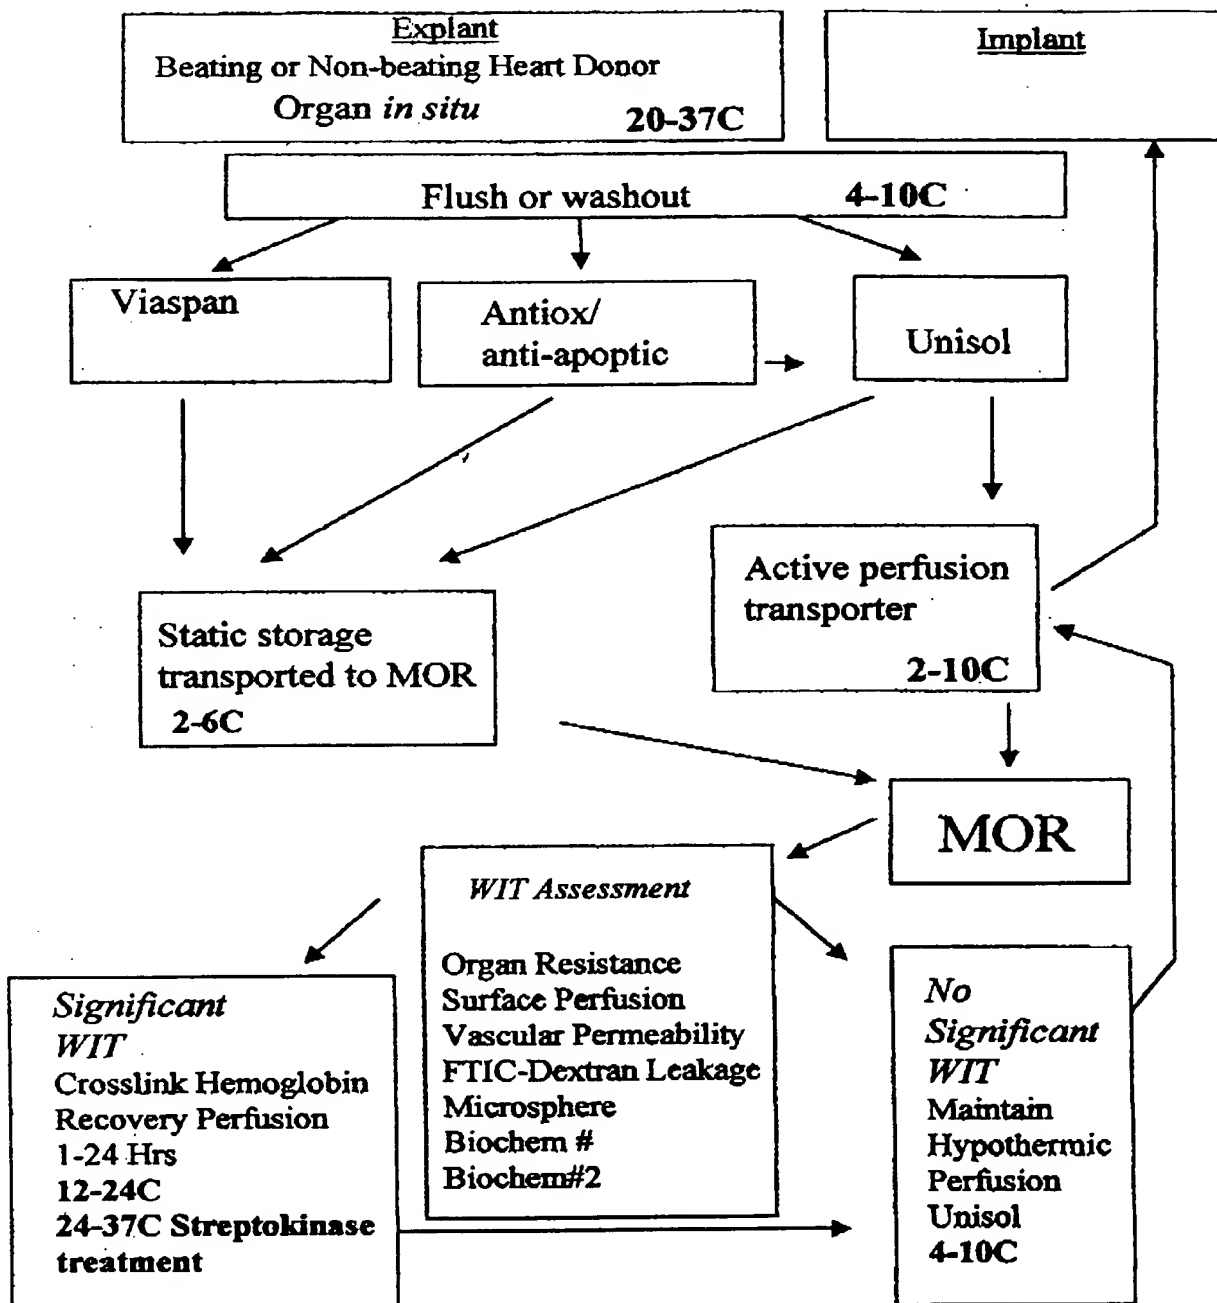 Explant
Beating or Non-beating Heart Donor
Organ in situ 20-37C
Implant
Flush or washout 4-10C
Viaspan
Antiox/
anti-apoptic
Unisol
Static storage
transported to MOR
2-6C
Active perfusion
transporter
2-10C
MOR
WIT Assessment
Organ Resistance
Surface Perfusion
Vascular Permeability
FTIC-Dextran Leakage
Microsphere
Biochem #
Biochem#2
Significant
WIT
Crosslink Hemoglobin
Recovery Perfusion
1-24 Hrs
12-24C
24-37C Streptokinase
treatment
No
Significant
WIT
Maintain
Hypothermic
Perfusion
Unisol
4-10C